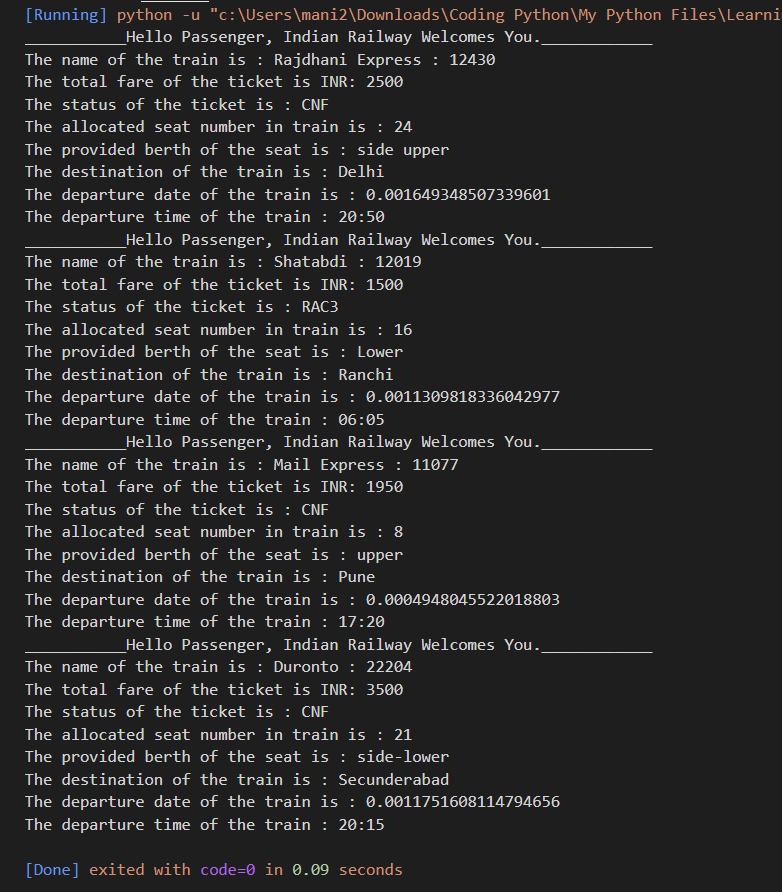 [Running] python -u "c:\Users\mani2\Downloads\Coding Python\My Python Files\Learni
___________Hello Passenger, Indian Railway Welcomes You.____________
The name of the train is : Rajdhani Express : 12430
The total fare of the ticket is INR: 2500
The status of the ticket is : CNF
The allocated seat number in train is : 24
The provided berth of the seat is : side upper
The destination of the train is : Delhi
The departure date of the train is : 0.001649348507339601
The departure time of the train : 20:50
___________Hello Passenger, Indian Railway Welcomes You.____________
The name of the train is : Shatabdi : 12019
The total fare of the ticket is INR: 1500
The status of the ticket is : RAC3
The allocated seat number in train is : 16
The provided berth of the seat is : Lower
The destination of the train is : Ranchi
The departure date of the train is : 0.0011309818336042977
The departure time of the train : 06:05
___________Hello Passenger, Indian Railway Welcomes You.____________
The name of the train is : Mail Express : 11077
The total fare of the ticket is INR: 1950
The status of the ticket is : CNF
The allocated seat number in train is : 8
The provided berth of the seat is : upper
The destination of the train is : Pune
The departure date of the train is : 0.0004948045522018803
The departure time of the train : 17:20
___________Hello Passenger, Indian Railway Welcomes You.____________
The name of the train is : Duronto : 22204
The total fare of the ticket is INR: 3500
The status of the ticket is : CNF
The allocated seat number in train is : 21
The provided berth of the seat is : side-lower
The destination of the train is : Secunderabad
The departure date of the train is : 0.0011751608114794656
The departure time of the train : 20:15
[Done] exited with code=0 in 0.09 seconds